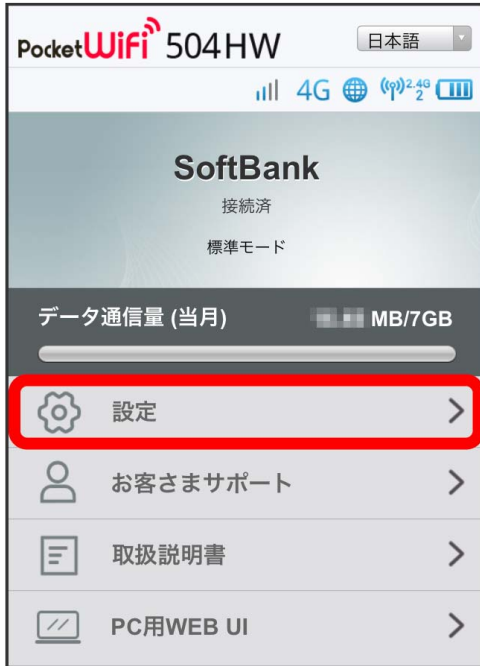 Pocket WiFi 504HW
日本語
4G 2.4G 2
SoftBank
接続済
標準モード
データ通信量 (当月) MB/7GB
設定
お客さまサポート
取扱説明書
PC用WEB UI